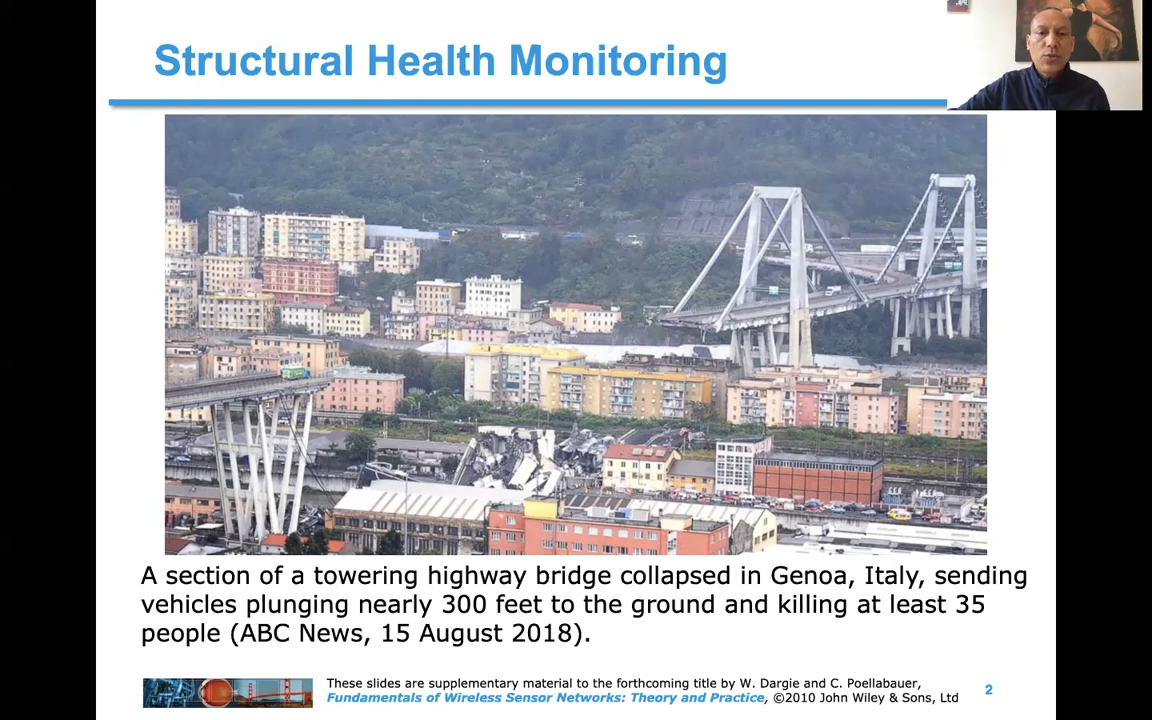 Structural Health Monitoring
A section of a towering highway bridge collapsed in Genoa, Italy, sending
vehicles plunging nearly 300 feet to the ground and killing at least 35
people (ABC News, 15 August 2018).
These slides are supplementary material to the forthcoming title by W. Dargie and C. Poellabauer,
Fundamentals of Wireless Sensor Networks: Theory and Practice, ©2010 John Wiley & Sons, Ltd
2